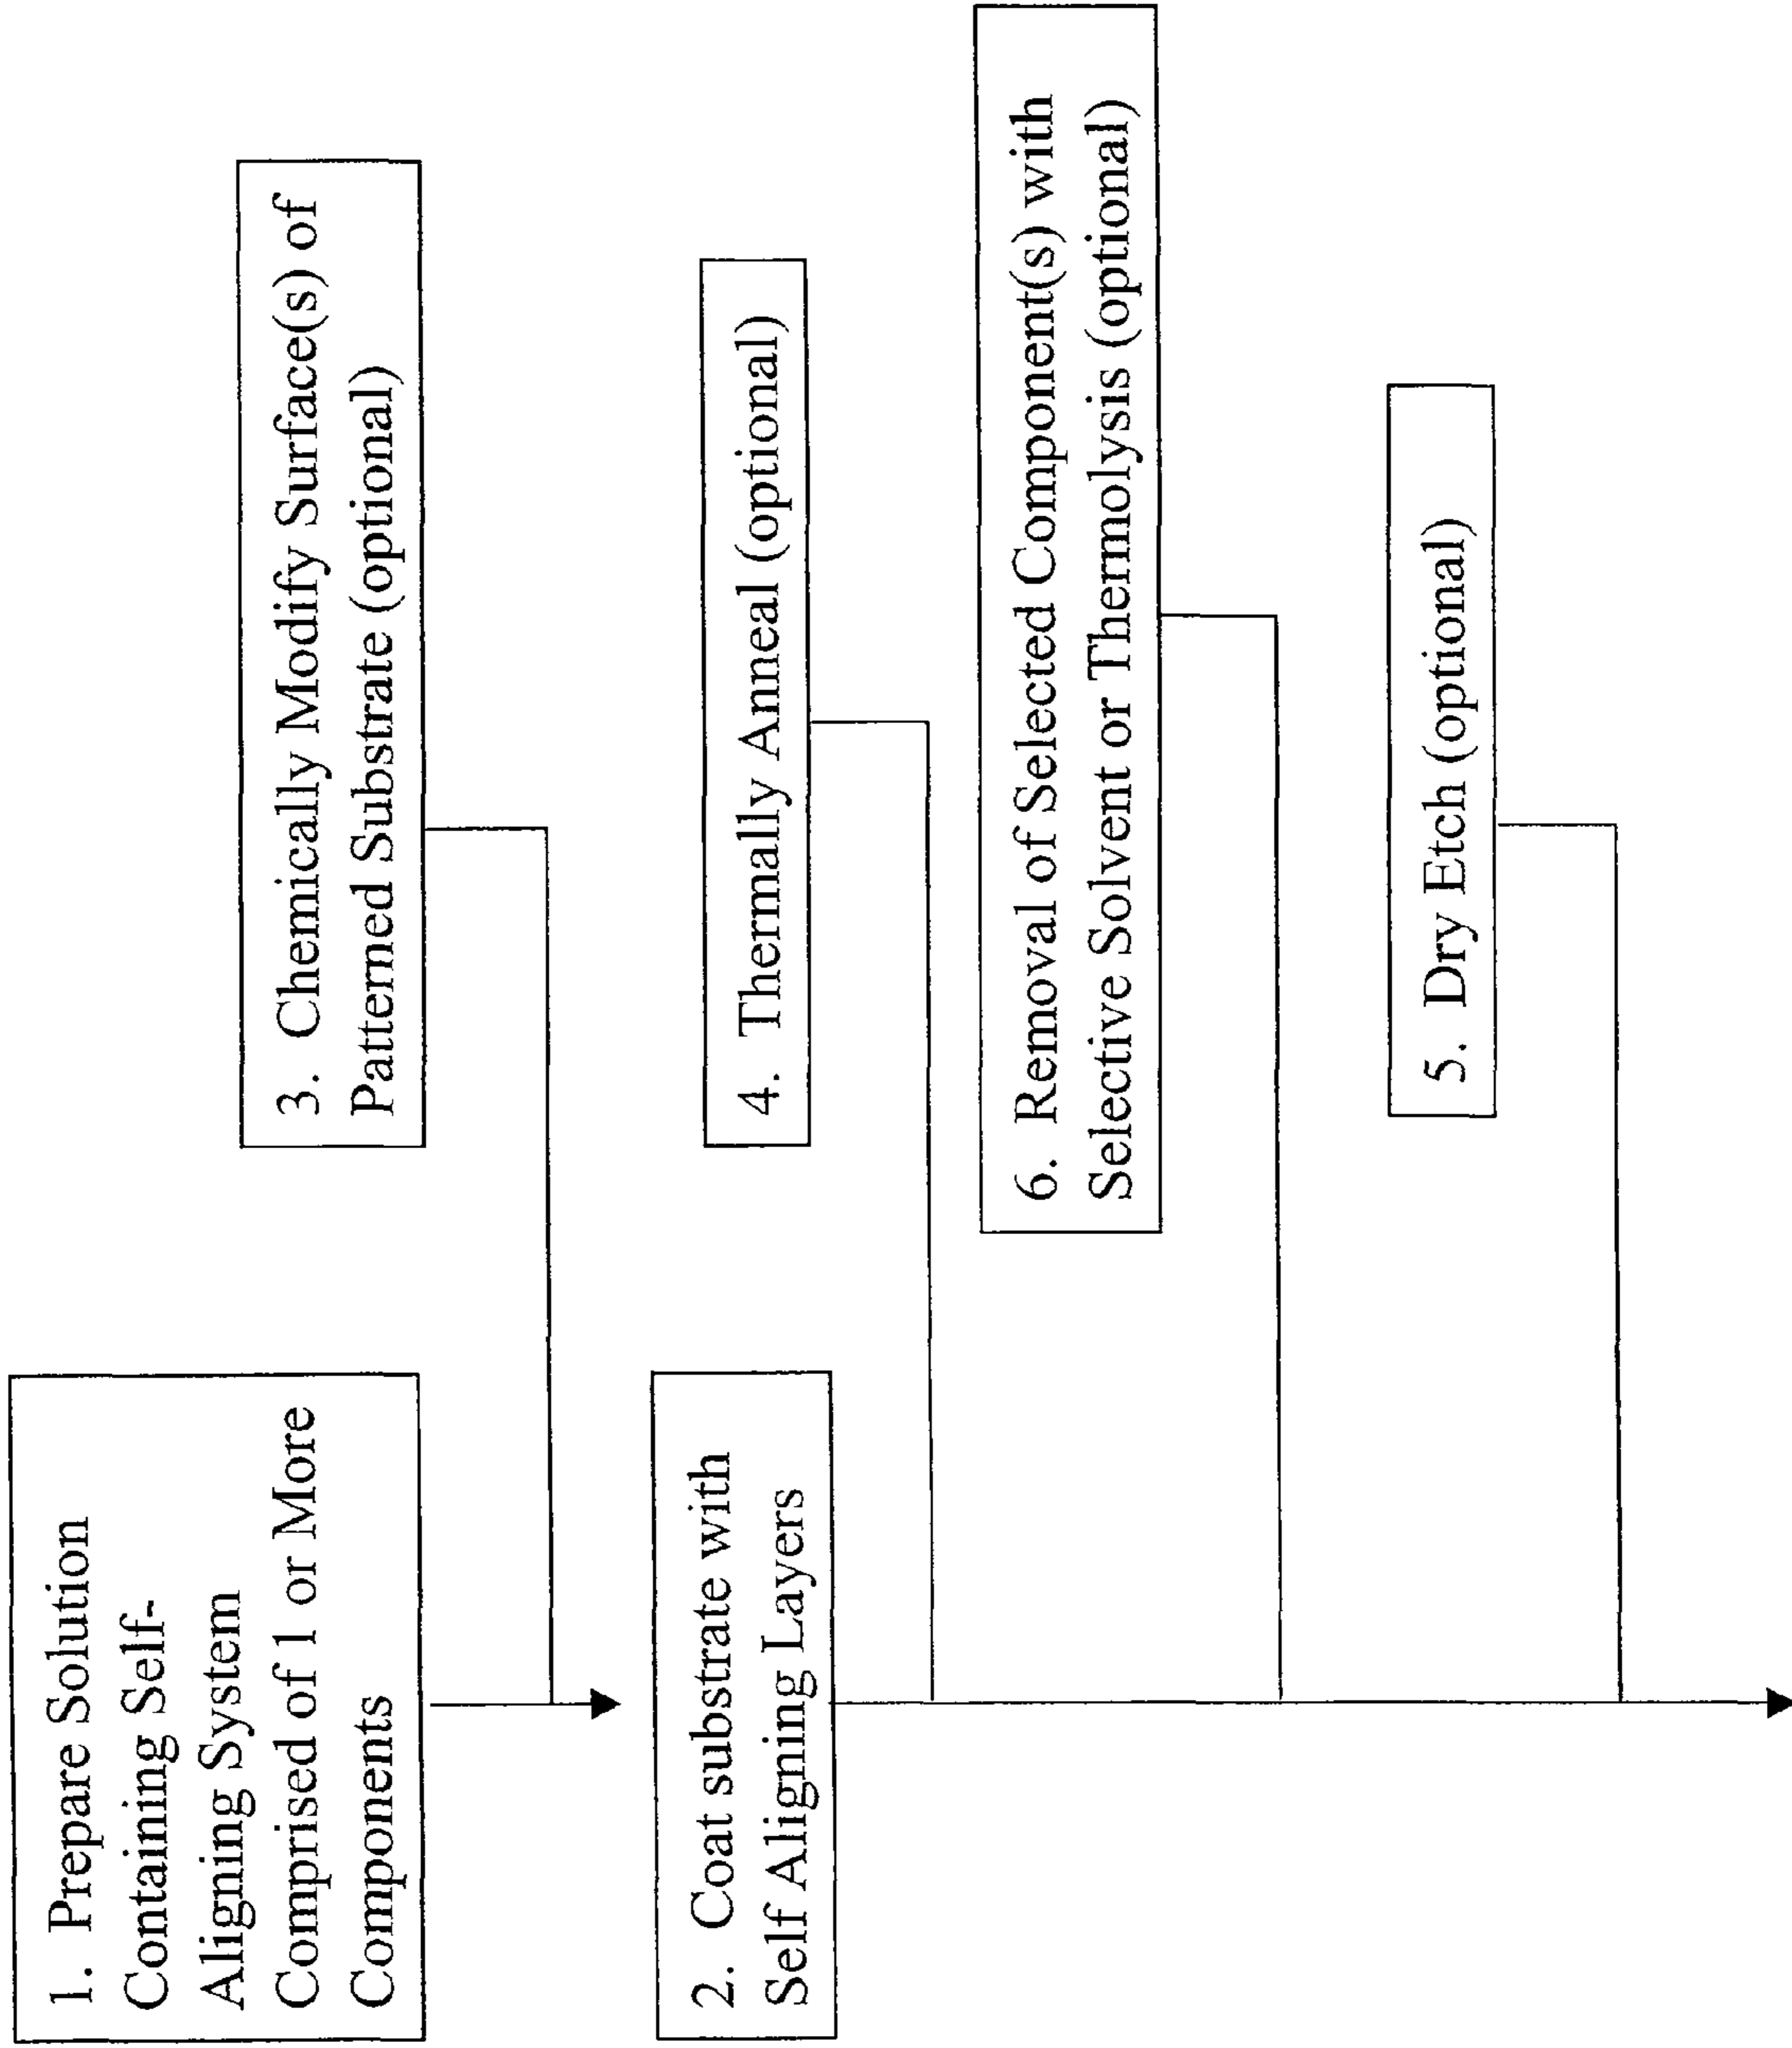 1. Prepare Solution
Containing Self-
Aligning System
Comprised of 1 or More
Components
3. Chemically Modify Surface(s) of
Patterned Substrate (optional)
2. Coat substrate with
Self Aligning Layers
4. Thermally Anneal (optional)
6. Removal of Selected Component(s) with
Selective Solvent or Thermolysis (optional)
5. Dry Etch (optional)